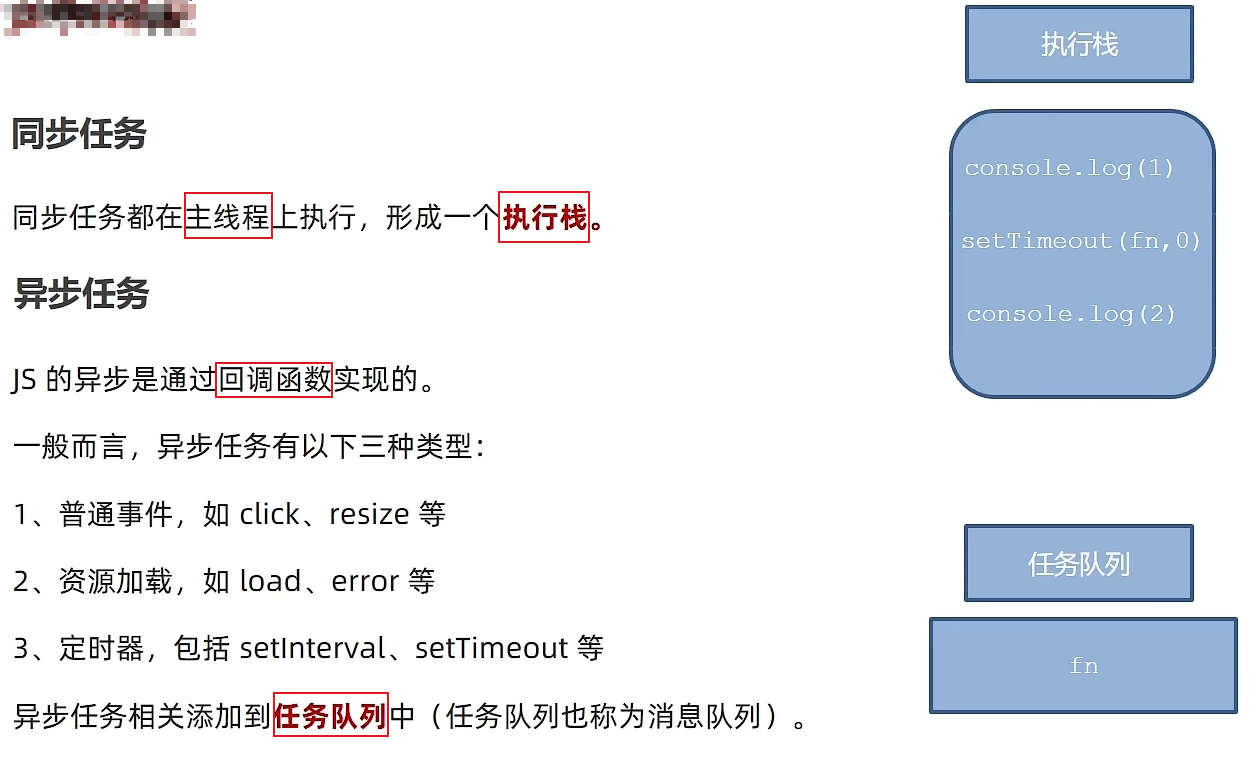 同步任务
同步任务都在主线程上执行，形成一个执行栈。
异步任务
JS 的异步是通过回调函数实现的。
一般而言，异步任务有以下三种类型：
1、普通事件，如 click、resize 等
2、资源加载，如 load、error 等
3、定时器，包括 setInterval、setTimeout 等
异步任务相关添加到任务队列中（任务队列也称为消息队列）。
执行栈
console.log(1)
setTimeout(fn,0)
console.log(2)
任务队列
fn